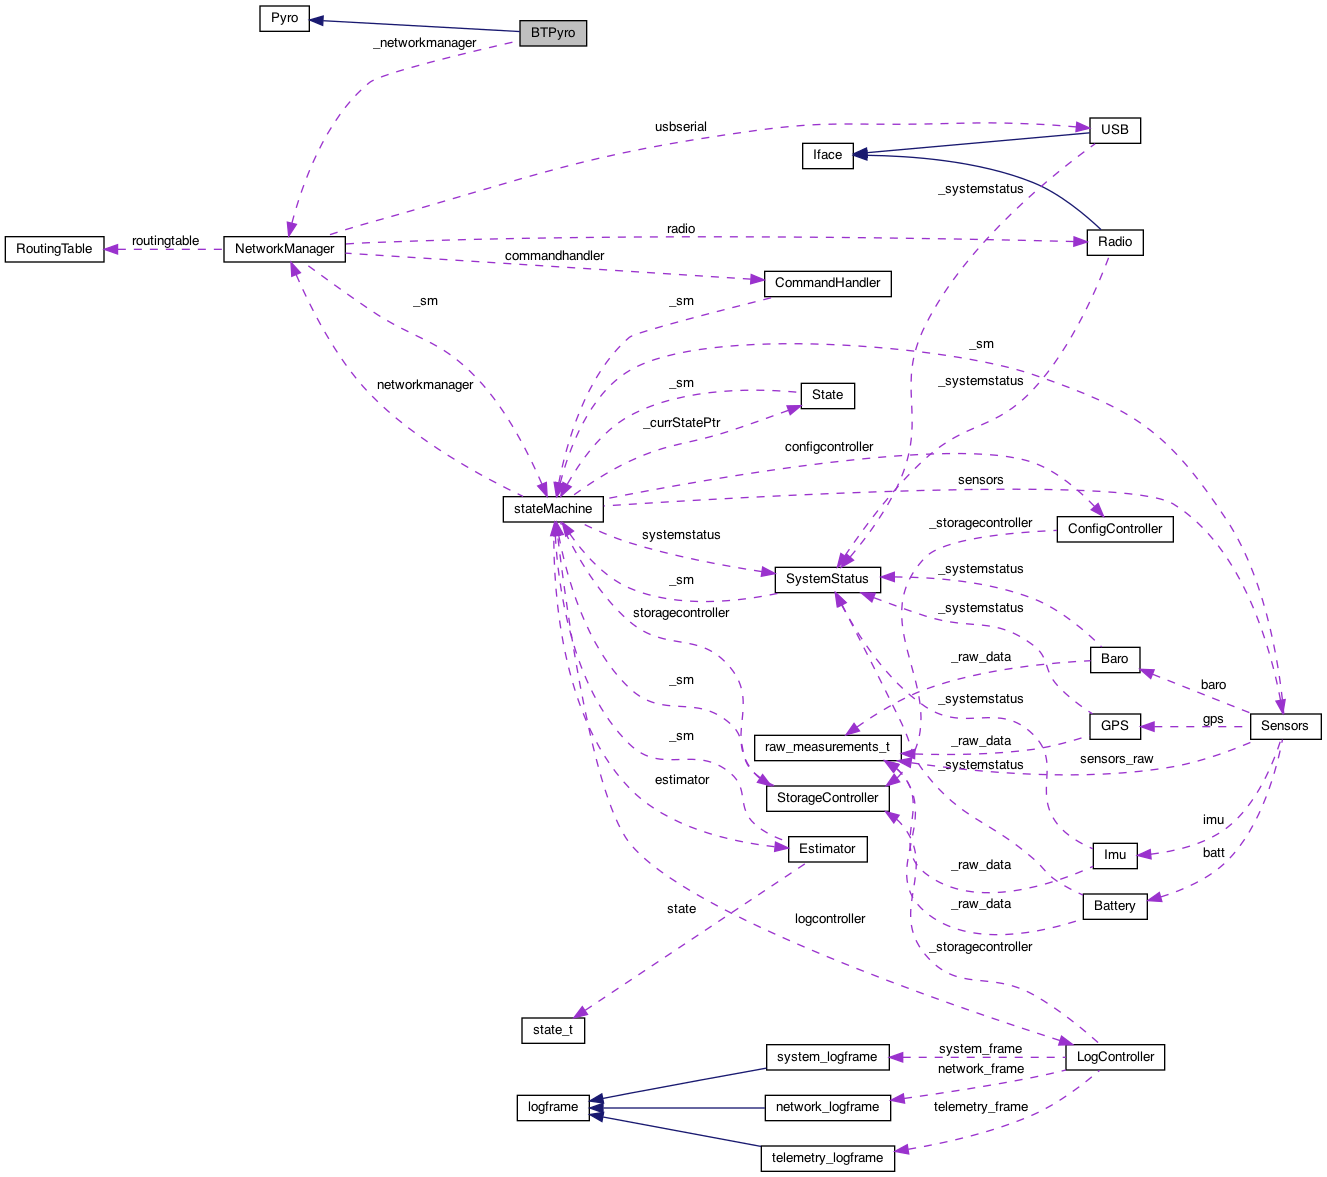 Pyro
BTPyro
_networkmanager
usbserial
USB
Iface
_systemstatus
RoutingTable
routingtable
NetworkManager
radio
Radio
commandhandler
CommandHandler
_sm
_sm
_sm
networkmanager
_sm
_systemstatus
State
_currStatePtr
configcontroller
sensors
stateMachine
_storagecontroller
ConfigController
systemstatus
_systemstatus
SystemStatus
_sm
storagecontroller
_systemstatus
_raw_data
Baro
baro
_sm
_systemstatus
GPS
gps
Sensors
_sm
raw_measurements_t
_raw_data
sensors_raw
_systemstatus
estimator
StorageController
imu
Estimator
Imu
batt
_raw_data
state
Battery
_raw_data
logcontroller
_storagecontroller
state_t
system_logframe
system_frame
LogController
network_frame
logframe
network_logframe
telemetry_frame
telemetry_logframe